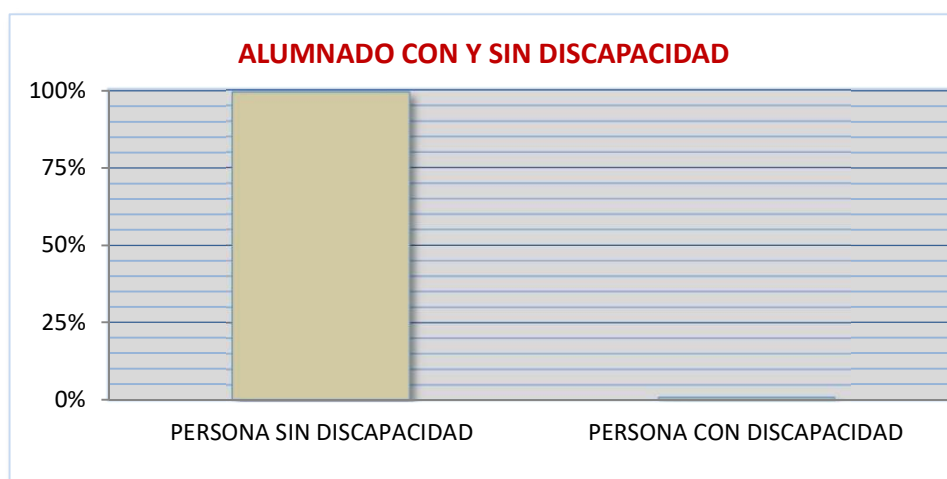 ALUMNADO CON Y SIN DISCAPACIDAD
100%
75%
50%
25%
0%
PERSONA SIN DISCAPACIDAD
PERSONA CON DISCAPACIDAD